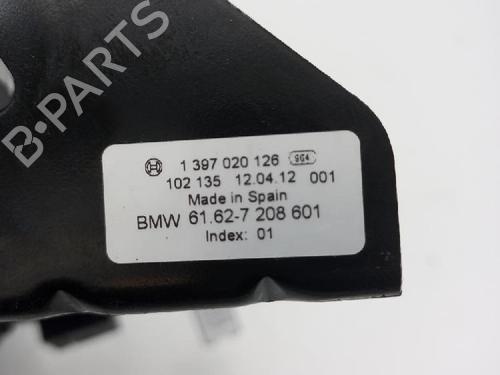 B-PARTS
1 397 020 126 9G4
102 135 12.04.12 001
Made in Spain
BMW 61.62-7 208 601
Index: 01